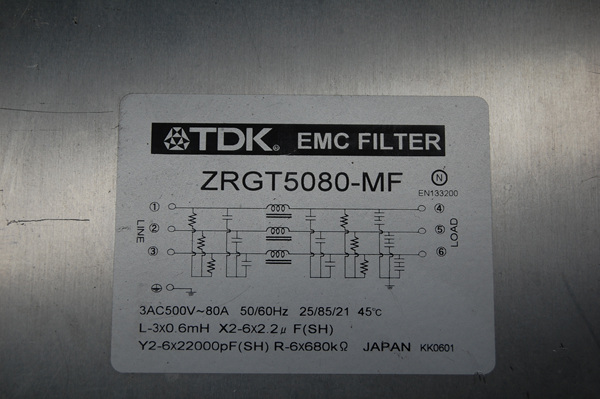 TDK® EMC FILTER
ZRGT5080-MF
N
EN133200
① ④
LINE ② ⑤ LOAD
③ ⑥
3AC500V~80A 50/60Hz 25/85/21 45℃
L-3x0.6mH X2-6x2.2μ F(SH)
Y2-6x22000pF(SH) R-6x680kΩ JAPAN KK0601